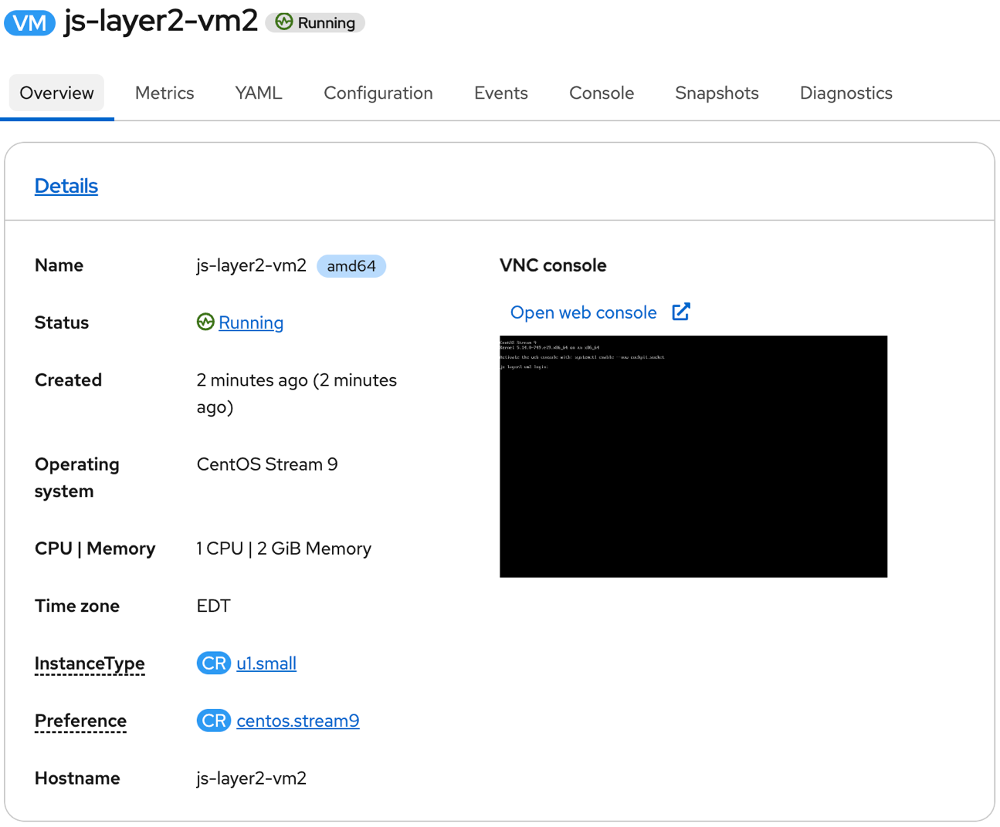 VM js-layer2-vm2 Running
Overview Metrics YAML Configuration Events Console Snapshots Diagnostics
Details
Name js-layer2-vm2 amd64
Status Running
Created 2 minutes ago (2 minutes
ago)
Operating
system CentOS Stream 9
CPU | Memory 1 CPU | 2 GiB Memory
Time zone EDT
InstanceType CR u1.small
Preference CR centos.stream9
Hostname js-layer2-vm2
VNC console
Open web console
CentOS Stream 9
Kernel 5.14.0-749.el9.x86_64 on x86_64
Activate the web console with: systemctl enable --now cockpit.socket
js-layer2-vm2 login: